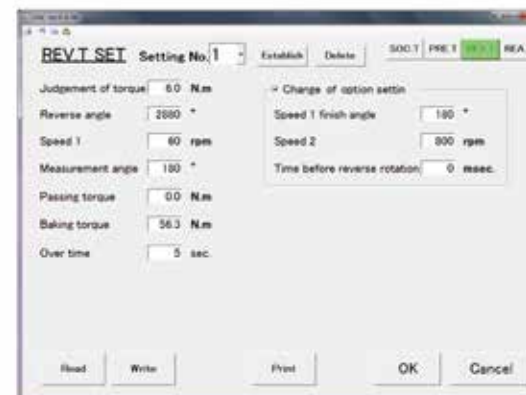 REV.T SET Setting No. 1 Establish Delete SOC.T PRE.T REV.T REA
Judgement of torque 6.0 N.m
Reverse angle 2880 °
Speed 1 60 rpm
Measurement angle 180 °
Passing torque 0.0 N.m
Baking torque 56.3 N.m
Over time 5 sec.
Change of option settin
Speed 1 finish angle 180 °
Speed 2 800 rpm
Time before reverse rotation 0 msec.
Read Write Print OK Cancel